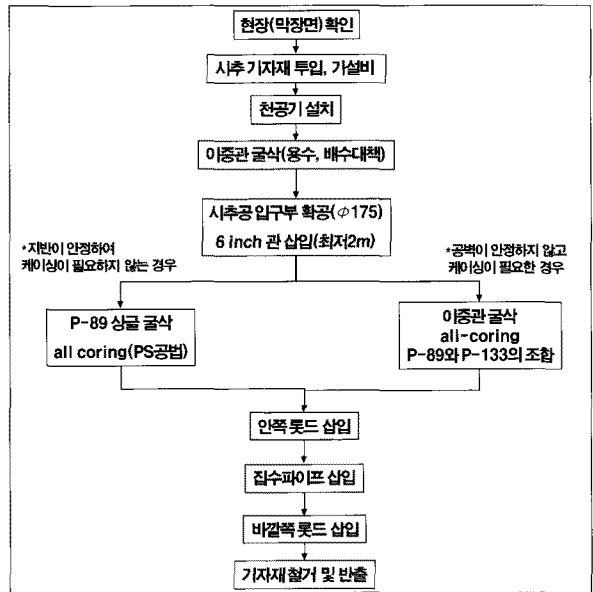 현장(막장면)확인
시추 기자재 투입, 가설비
천공기 설치
이중관 굴삭(용수, 배수대책)
시추공 입구부 확공(Φ175)
6 inch 관 삽입(최저2m)
*지반이 안정하여
케이싱이 필요하지 않는 경우
*공벽이 안정하지 않고
케이싱이 필요한 경우
P-89 싱글 굴삭
all coring(PS공법)
이중관 굴삭
all-coring
P-89와 P-133의 조합
안쪽 롯드 삽입
집수파이프 삽입
바깥쪽 롯드 삽입
기자재 철거 및 반출